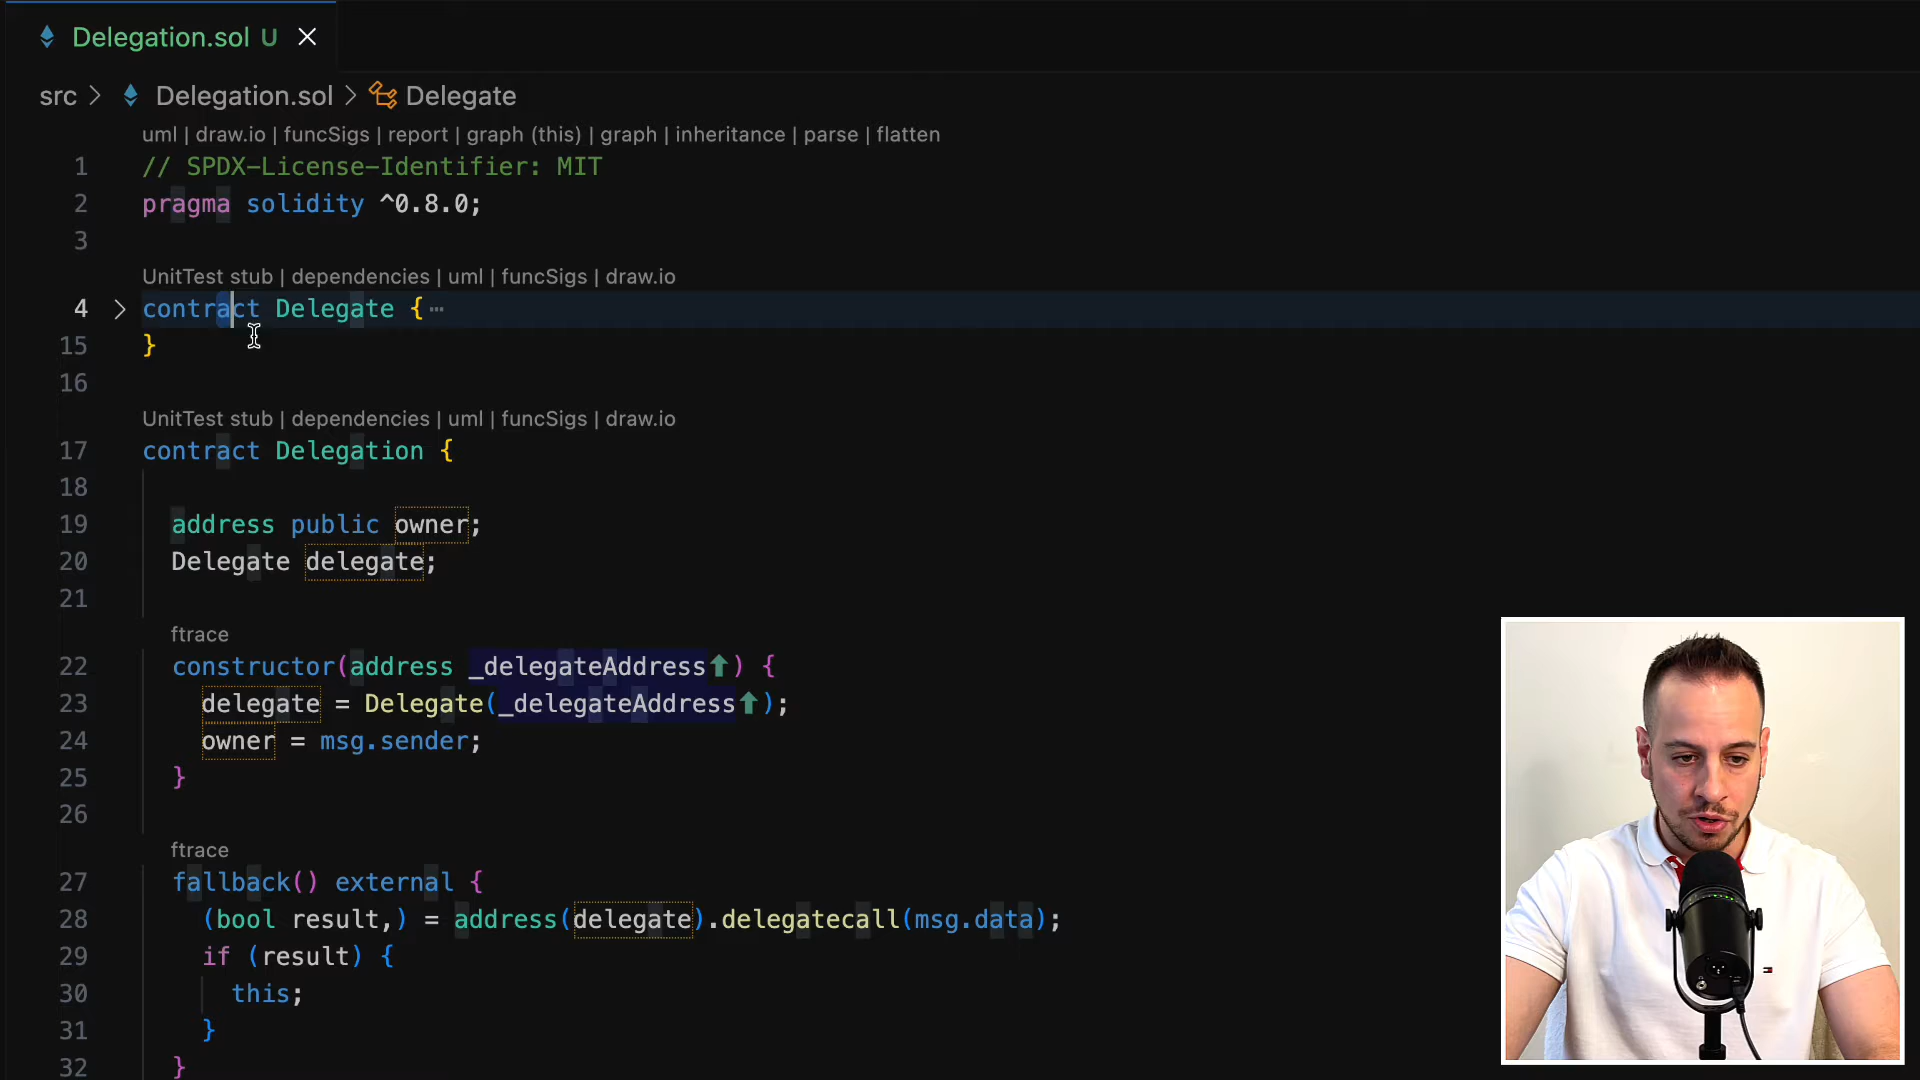 Delegation.sol U
src > Delegation.sol > Delegate
uml | draw.io | funcSigs | report | graph (this) | graph | inheritance | parse | flatten
1 // SPDX-License-Identifier: MIT
2 pragma solidity ^0.8.0;
3
UnitTest stub | dependencies | uml | funcSigs | draw.io
4 contract Delegate { ⋯
15 }
16
UnitTest stub | dependencies | uml | funcSigs | draw.io
17 contract Delegation {
18
19 address public owner;
20 Delegate delegate;
21
ftrace
22 constructor(address _delegateAddress⬆) {
23 delegate = Delegate(_delegateAddress⬆);
24 owner = msg.sender;
25 }
26
ftrace
27 fallback() external {
28 (bool result,) = address(delegate).delegatecall(msg.data);
29 if (result) {
30 this;
31 }
32 }